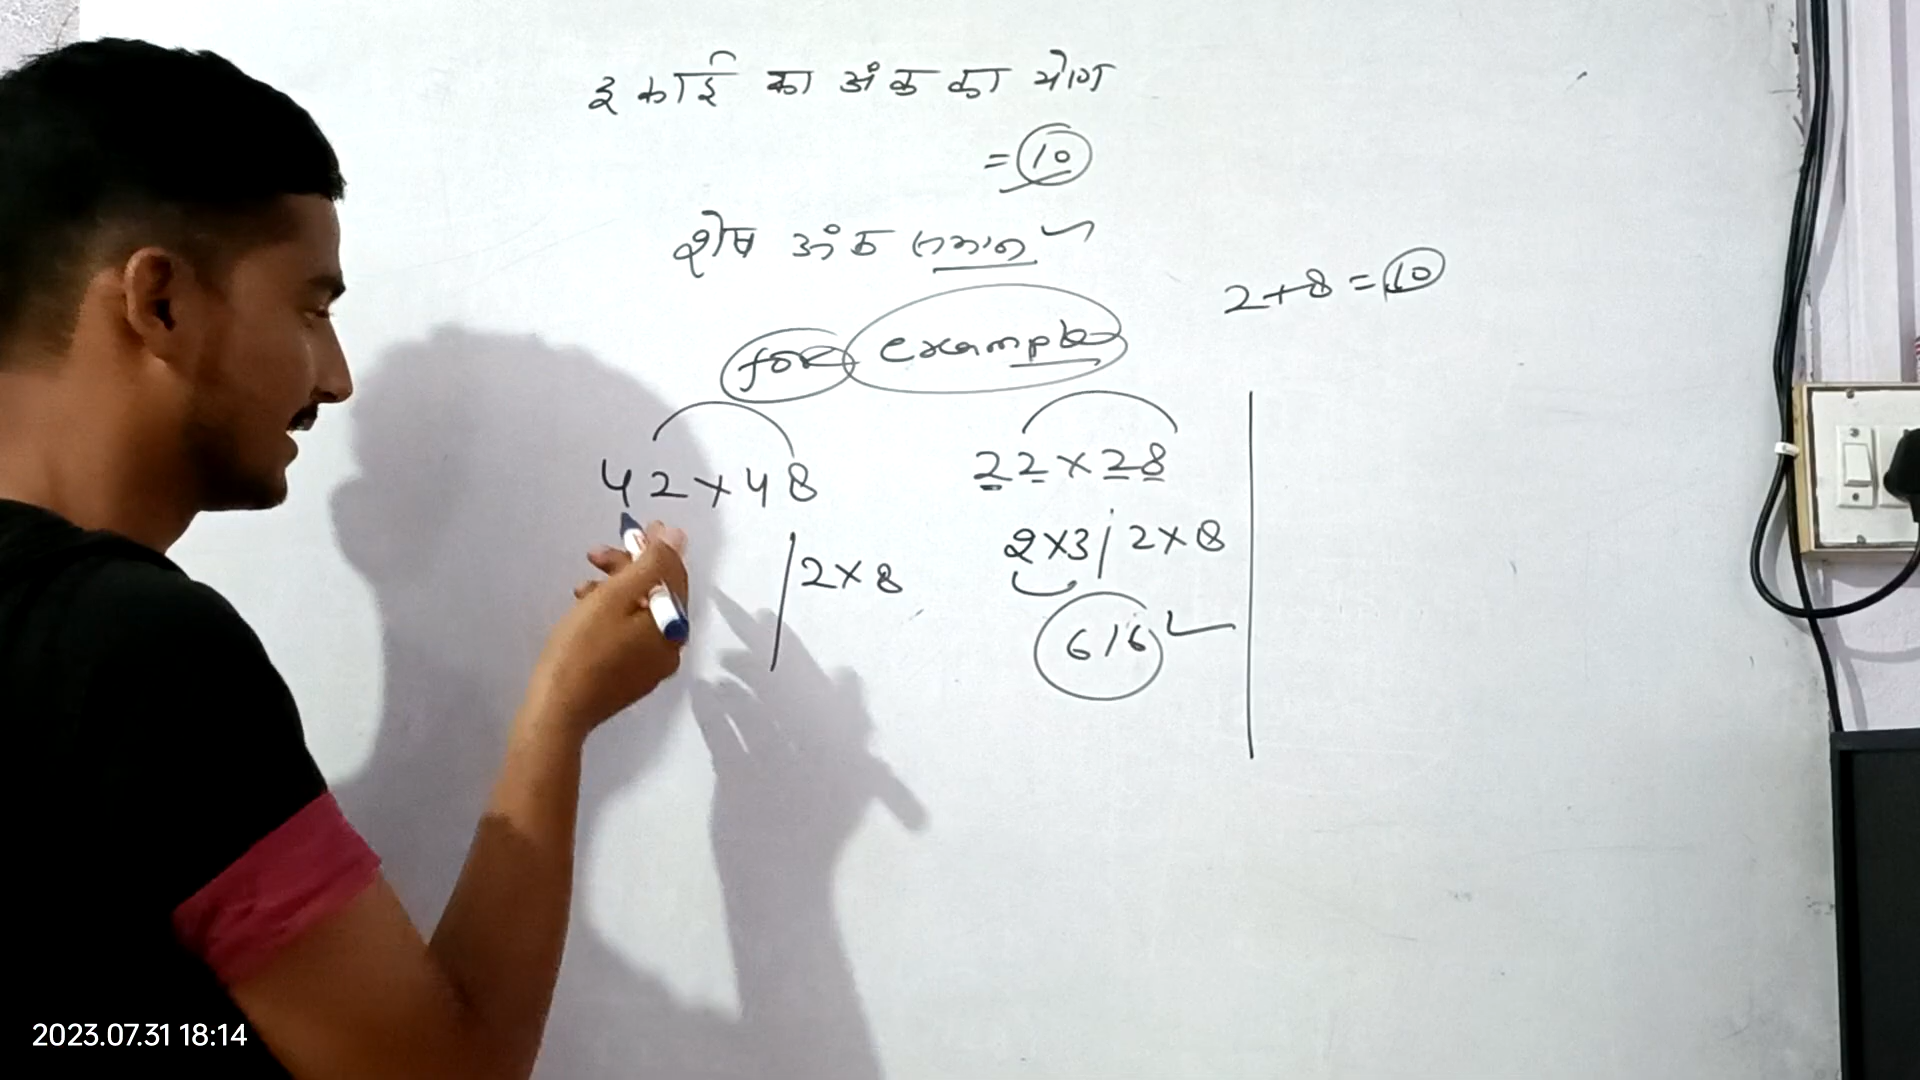 इकाई का अंक का योग
= 10
शेष अंक समान
2+8=10
for example
42×48
22×28
/2×8
2×3/2×8
616
2023.07.31 18:14